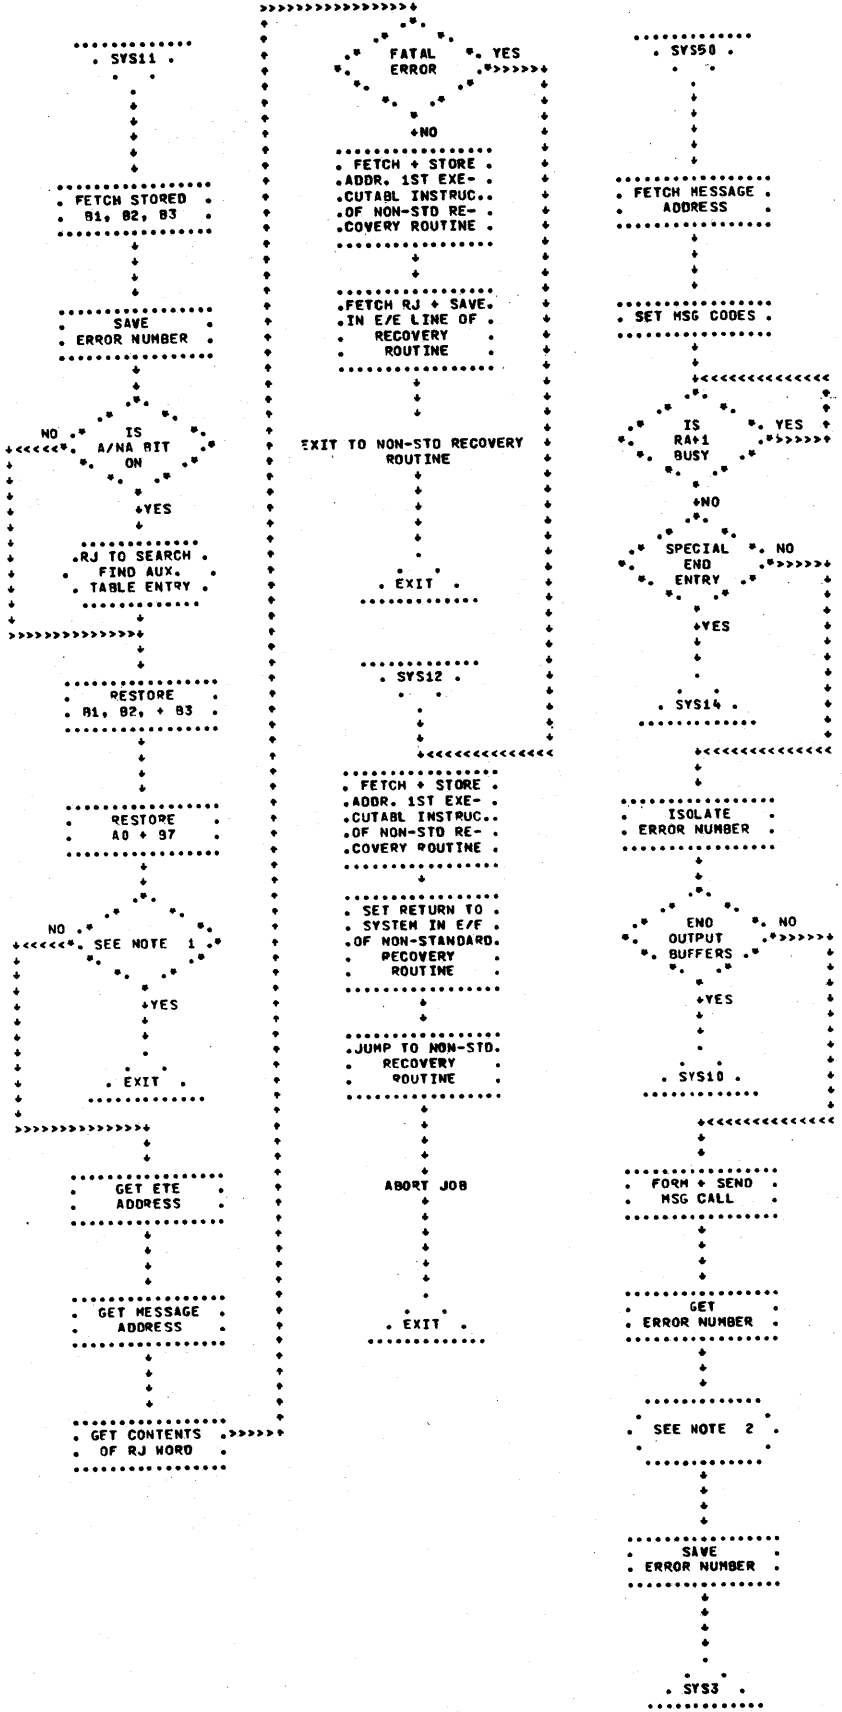 SYS11
FETCH STORED
B1, B2, B3
SAVE
ERROR NUMBER
IS
A/NA BIT
ON
NO
YES
RJ TO SEARCH
FIND AUX.
TABLE ENTRY
RESTORE
B1, B2, + B3
RESTORE
A0 + B7
SEE NOTE 1
NO
YES
EXIT
GET ETE
ADDRESS
GET MESSAGE
ADDRESS
GET CONTENTS
OF RJ WORD
FATAL
ERROR
YES
NO
FETCH + STORE
ADDR. 1ST EXE-
CUTABL INSTRUC.
OF NON-STD RE-
COVERY ROUTINE
FETCH RJ + SAVE
IN E/E LINE OF
RECOVERY
ROUTINE
EXIT TO NON-STD RECOVERY
ROUTINE
EXIT
SYS12
FETCH + STORE
ADDR. 1ST EXE-
CUTABL INSTRUC.
OF NON-STD RE-
COVERY ROUTINE
SET RETURN TO
SYSTEM IN E/F
OF NON-STANDARD
RECOVERY
ROUTINE
JUMP TO NON-STD.
RECOVERY
ROUTINE
ABORT JOB
EXIT
SYS50
FETCH MESSAGE
ADDRESS
SET MSG CODES
IS
RA+1
BUSY
YES
NO
SPECIAL
END
ENTRY
NO
YES
SYS14
ISOLATE
ERROR NUMBER
END
OUTPUT
BUFFERS
NO
YES
SYS10
FORM + SEND
MSG CALL
GET
ERROR NUMBER
SEE NOTE 2
SAVE
ERROR NUMBER
SYS3